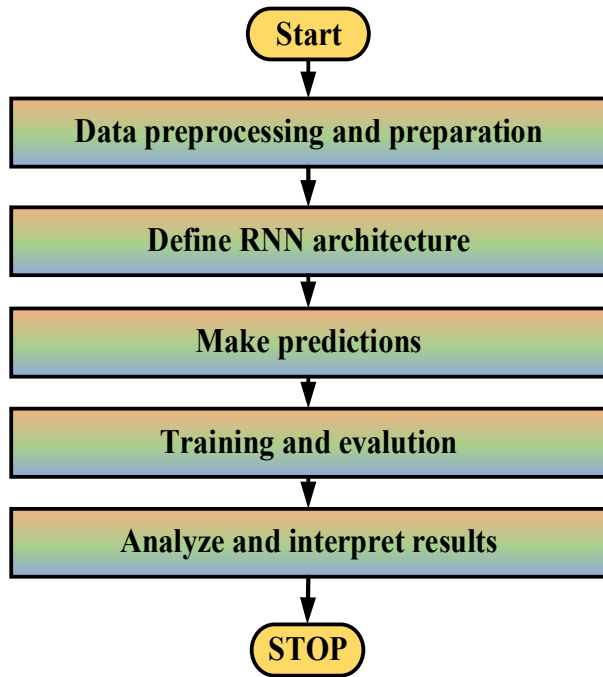 Start
Data preprocessing and preparation
Define RNN architecture
Make predictions
Training and evalution
Analyze and interpret results
STOP